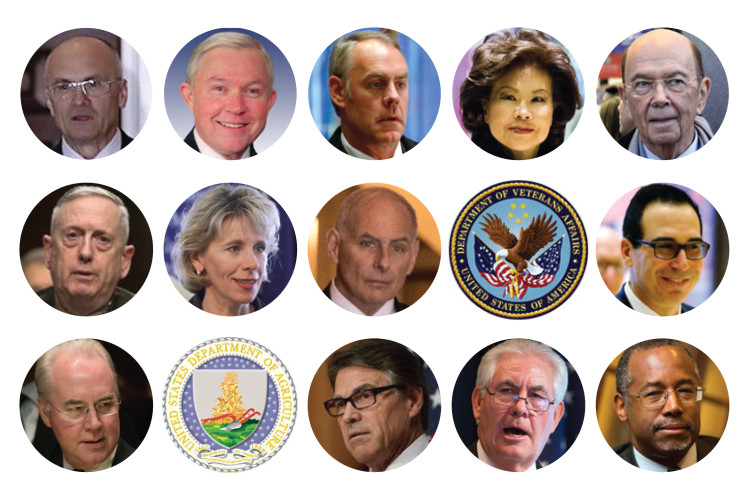 DEPARTMENT OF VETERANS AFFAIRS
UNITED STATES OF AMERICA
UNITED STATES DEPARTMENT OF AGRICULTURE